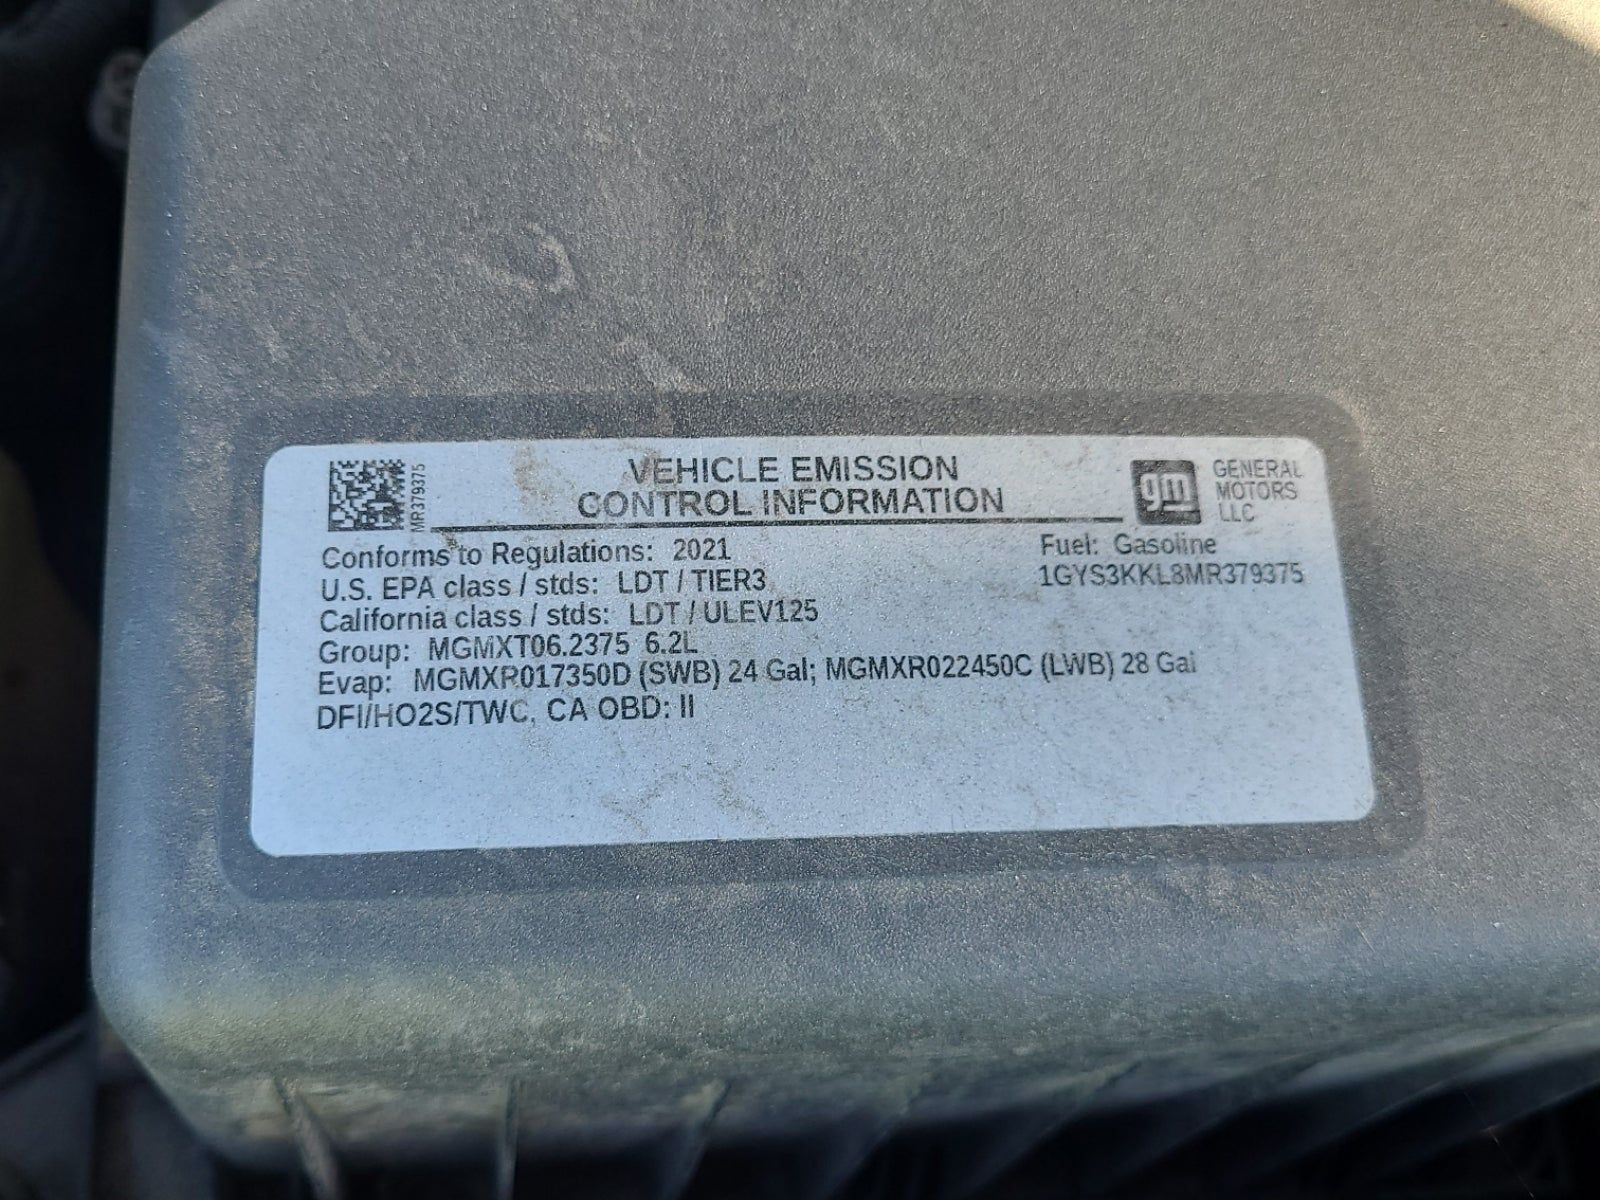 MR379375
VEHICLE EMISSION
CONTROL INFORMATION
gm
GENERAL
MOTORS
LLC
Conforms to Regulations: 2021
Fuel: Gasoline
U.S. EPA class / stds: LDT / TIER3
1GYS3KKL8MR379375
California class / stds: LDT / ULEV125
Group: MGMXT06.2375 6.2L
Evap: MGMXR017350D (SWB) 24 Gal; MGMXR022450C (LWB) 28 Gal
DFI/HO2S/TWC, CA OBD: II